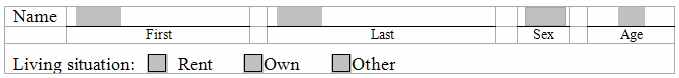 Name
First Last Sex Age
Living situation: Rent Own Other